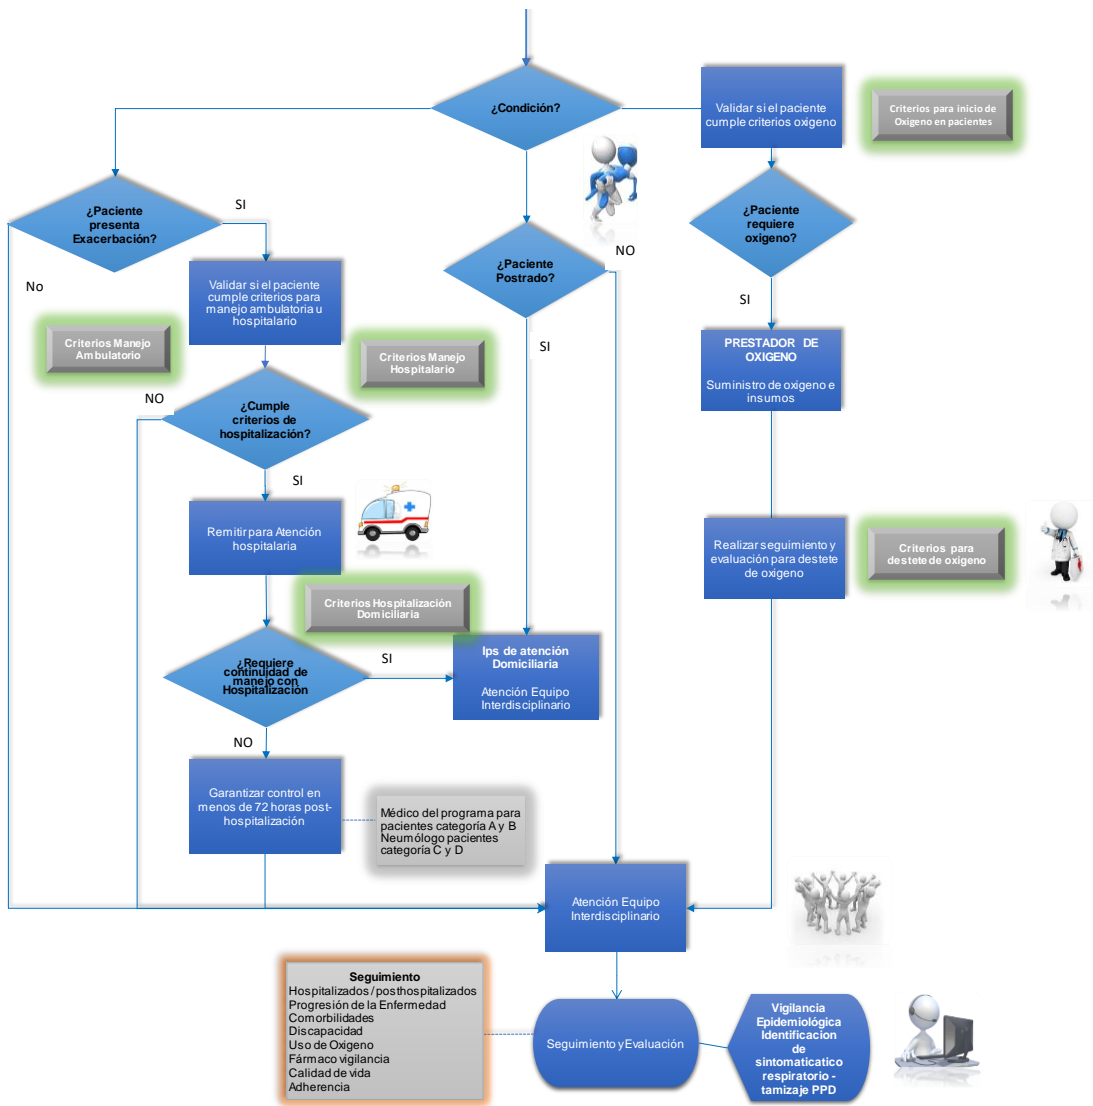 ¿Condición?
Validar si el paciente
cumple criterios oxigeno
Criterios para inicio de
Oxigeno en pacientes
¿Paciente
presenta
Exacerbación?
SI
No
¿Paciente
requiere
oxigeno?
NO
¿Paciente
Postrado?
Validar si el paciente
cumple criterios para
manejo ambulatoria u
hospitalario
SI
SI
Criterios Manejo
Ambulatorio
Criterios Manejo
Hospitalario
PRESTADOR DE
OXIGENO
Suministro de oxigeno e
insumos
NO
¿Cumple
criterios de
hospitalización?
SI
Remitir para Atención
hospitalaria
Realizar seguimiento y
evaluación para destete
de oxigeno
Criterios para
destete de oxigeno
Criterios Hospitalización
Domiciliaria
¿Requiere
continuidad de
manejo con
Hospitalización
SI
Ips de atención
Domiciliaria
Atención Equipo
Interdisciplinario
NO
Garantizar control en
menos de 72 horas post-
hospitalización
Médico del programa para
pacientes categoría A y B
Neumólogo pacientes
categoría C y D
Atención Equipo
Interdisciplinario
Seguimiento
Hospitalizados / posthospitalizados
Progresión de la Enfermedad
Comorbilidades
Discapacidad
Uso de Oxigeno
Fármaco vigilancia
Calidad de vida
Adherencia
Seguimiento y Evaluación
Vigilancia
Epidemiológica
Identificacion
de
sintomaticatico
respiratorio -
tamizaje PPD